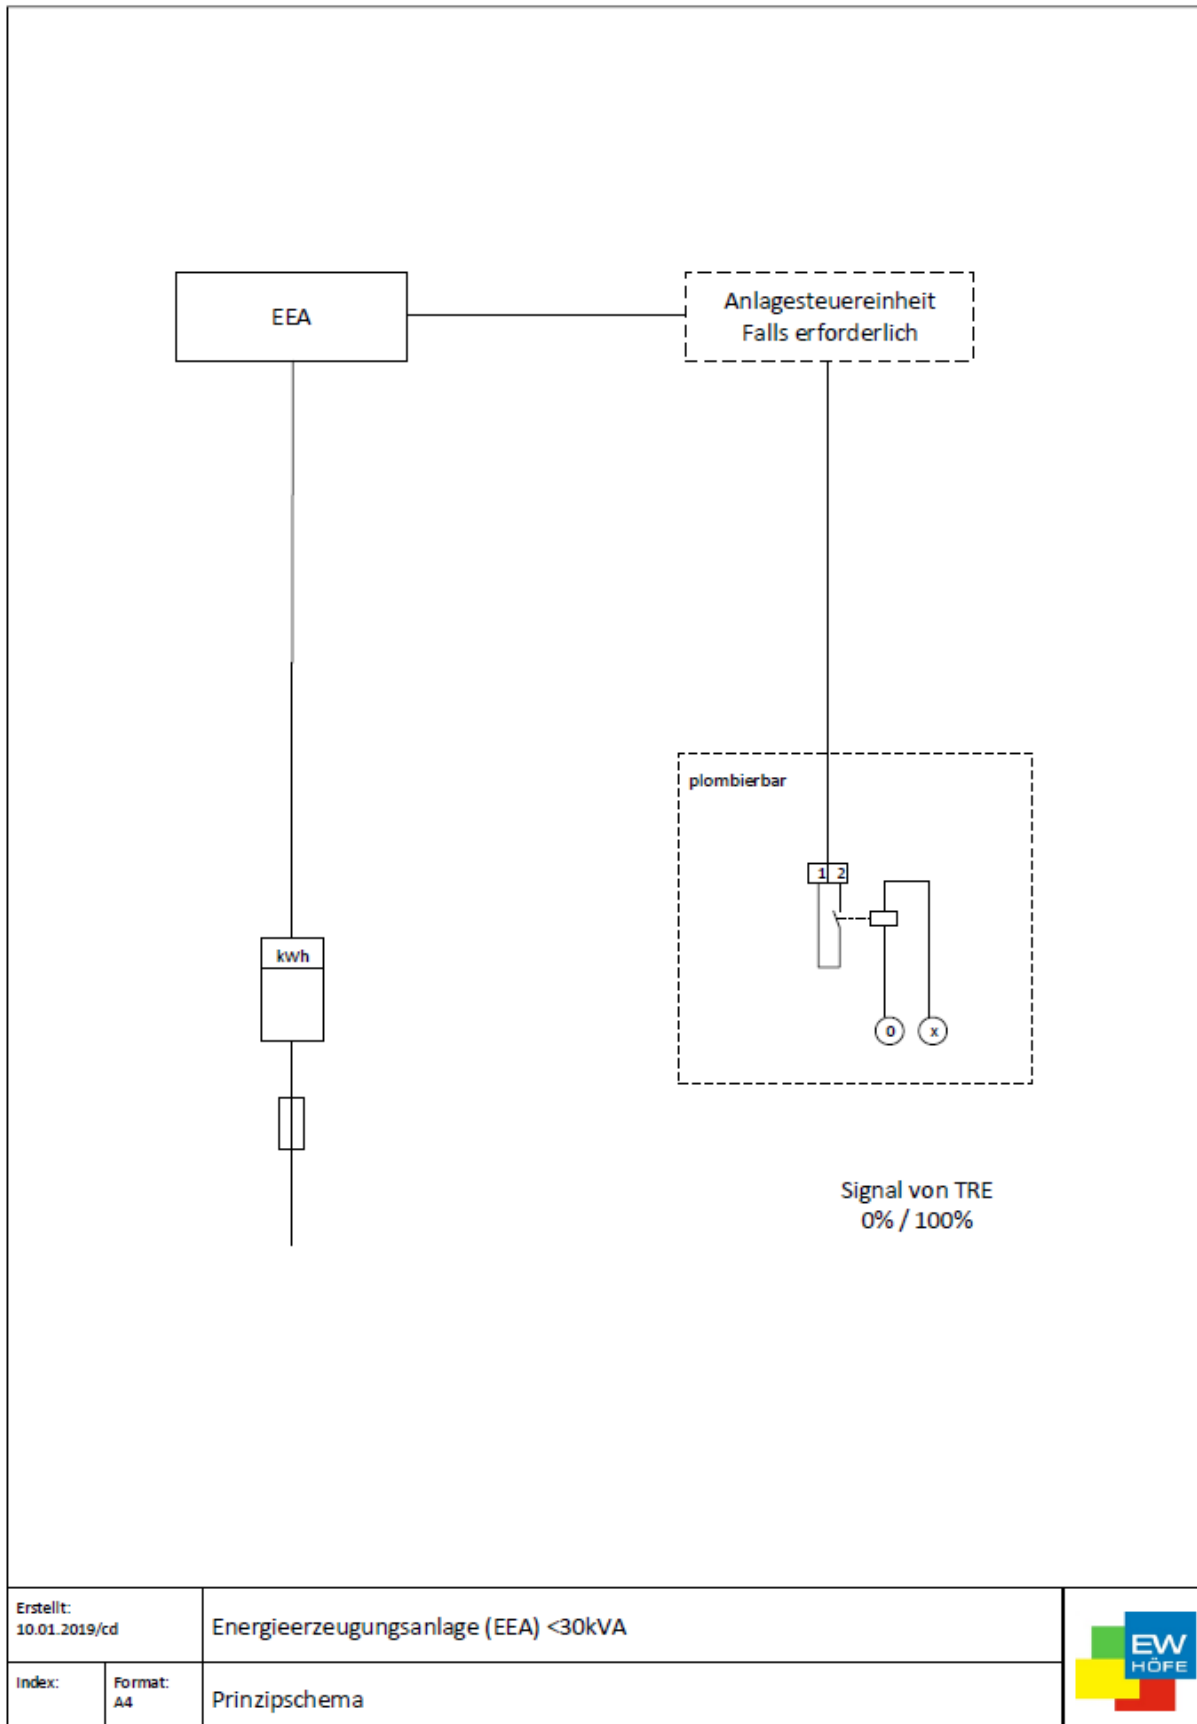 EEA
Anlagesteuereinheit
Falls erforderlich
plombierbar
1 2
kWh
0 x
Signal von TRE
0% / 100%
Erstellt:
10.01.2019/cd
Energieerzeugungsanlage (EEA) <30kVA
Index:
Format:
A4
Prinzipschema
EW
HÖFE